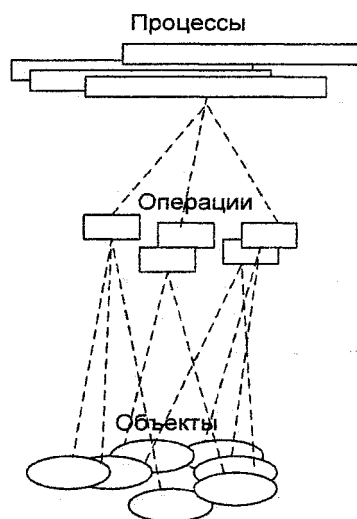 Процессы
Операции
Объекты